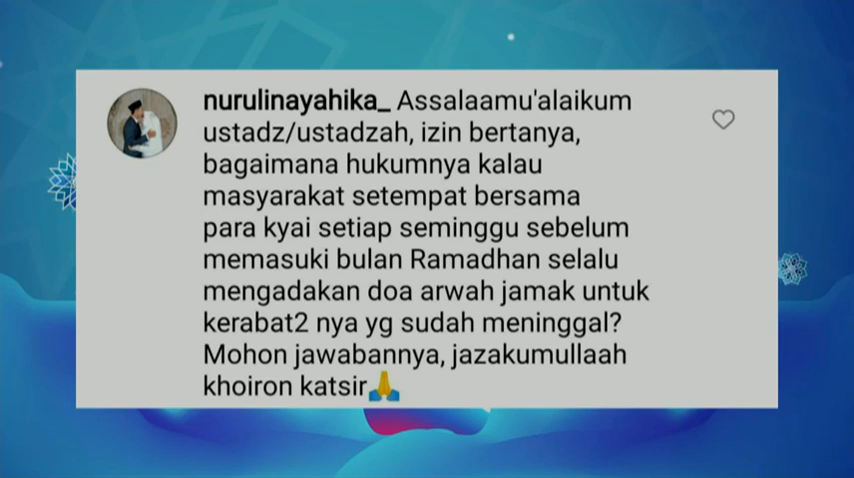 nurulinayahika_ Assalaamu'alaikum
ustadz/ustadzah, izin bertanya,
bagaimana hukumnya kalau
masyarakat setempat bersama
para kyai setiap seminggu sebelum
memasuki bulan Ramadhan selalu
mengadakan doa arwah jamak untuk
kerabat2 nya yg sudah meninggal?
Mohon jawabannya, jazakumullaah
khoiron katsir🙏